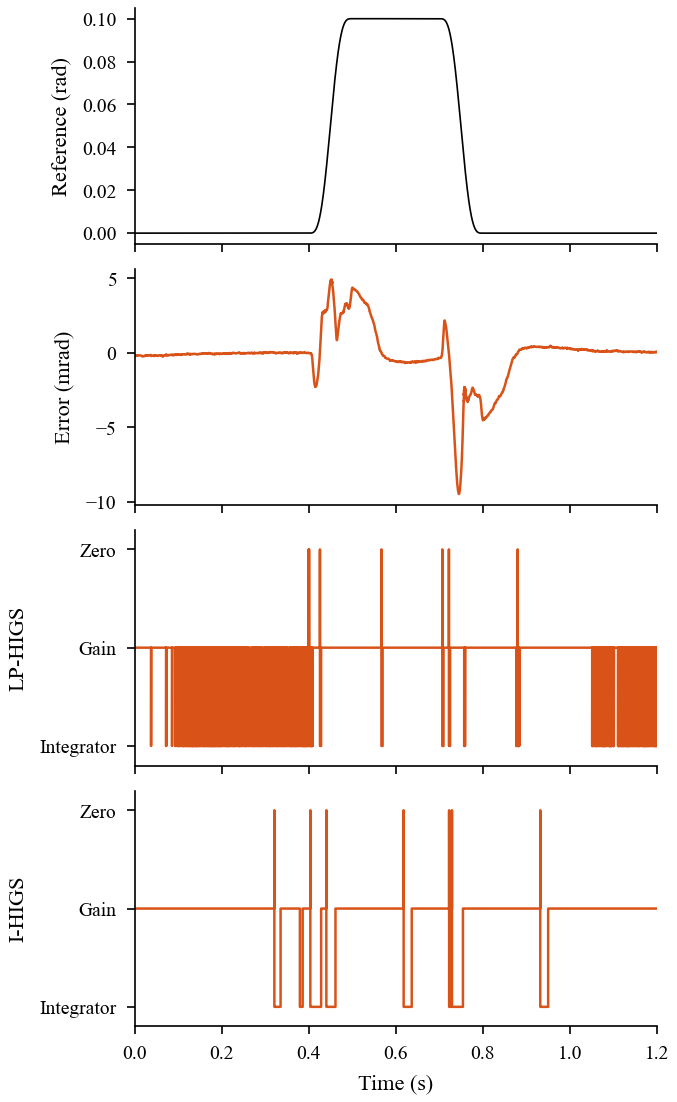 Reference (rad)
0.10
0.08
0.06
0.04
0.02
0.00
Error (mrad)
5
0
−5
−10
LP-HIGS
Zero
Gain
Integrator
I-HIGS
Zero
Gain
Integrator
0.0 0.2 0.4 0.6 0.8 1.0 1.2
Time (s)